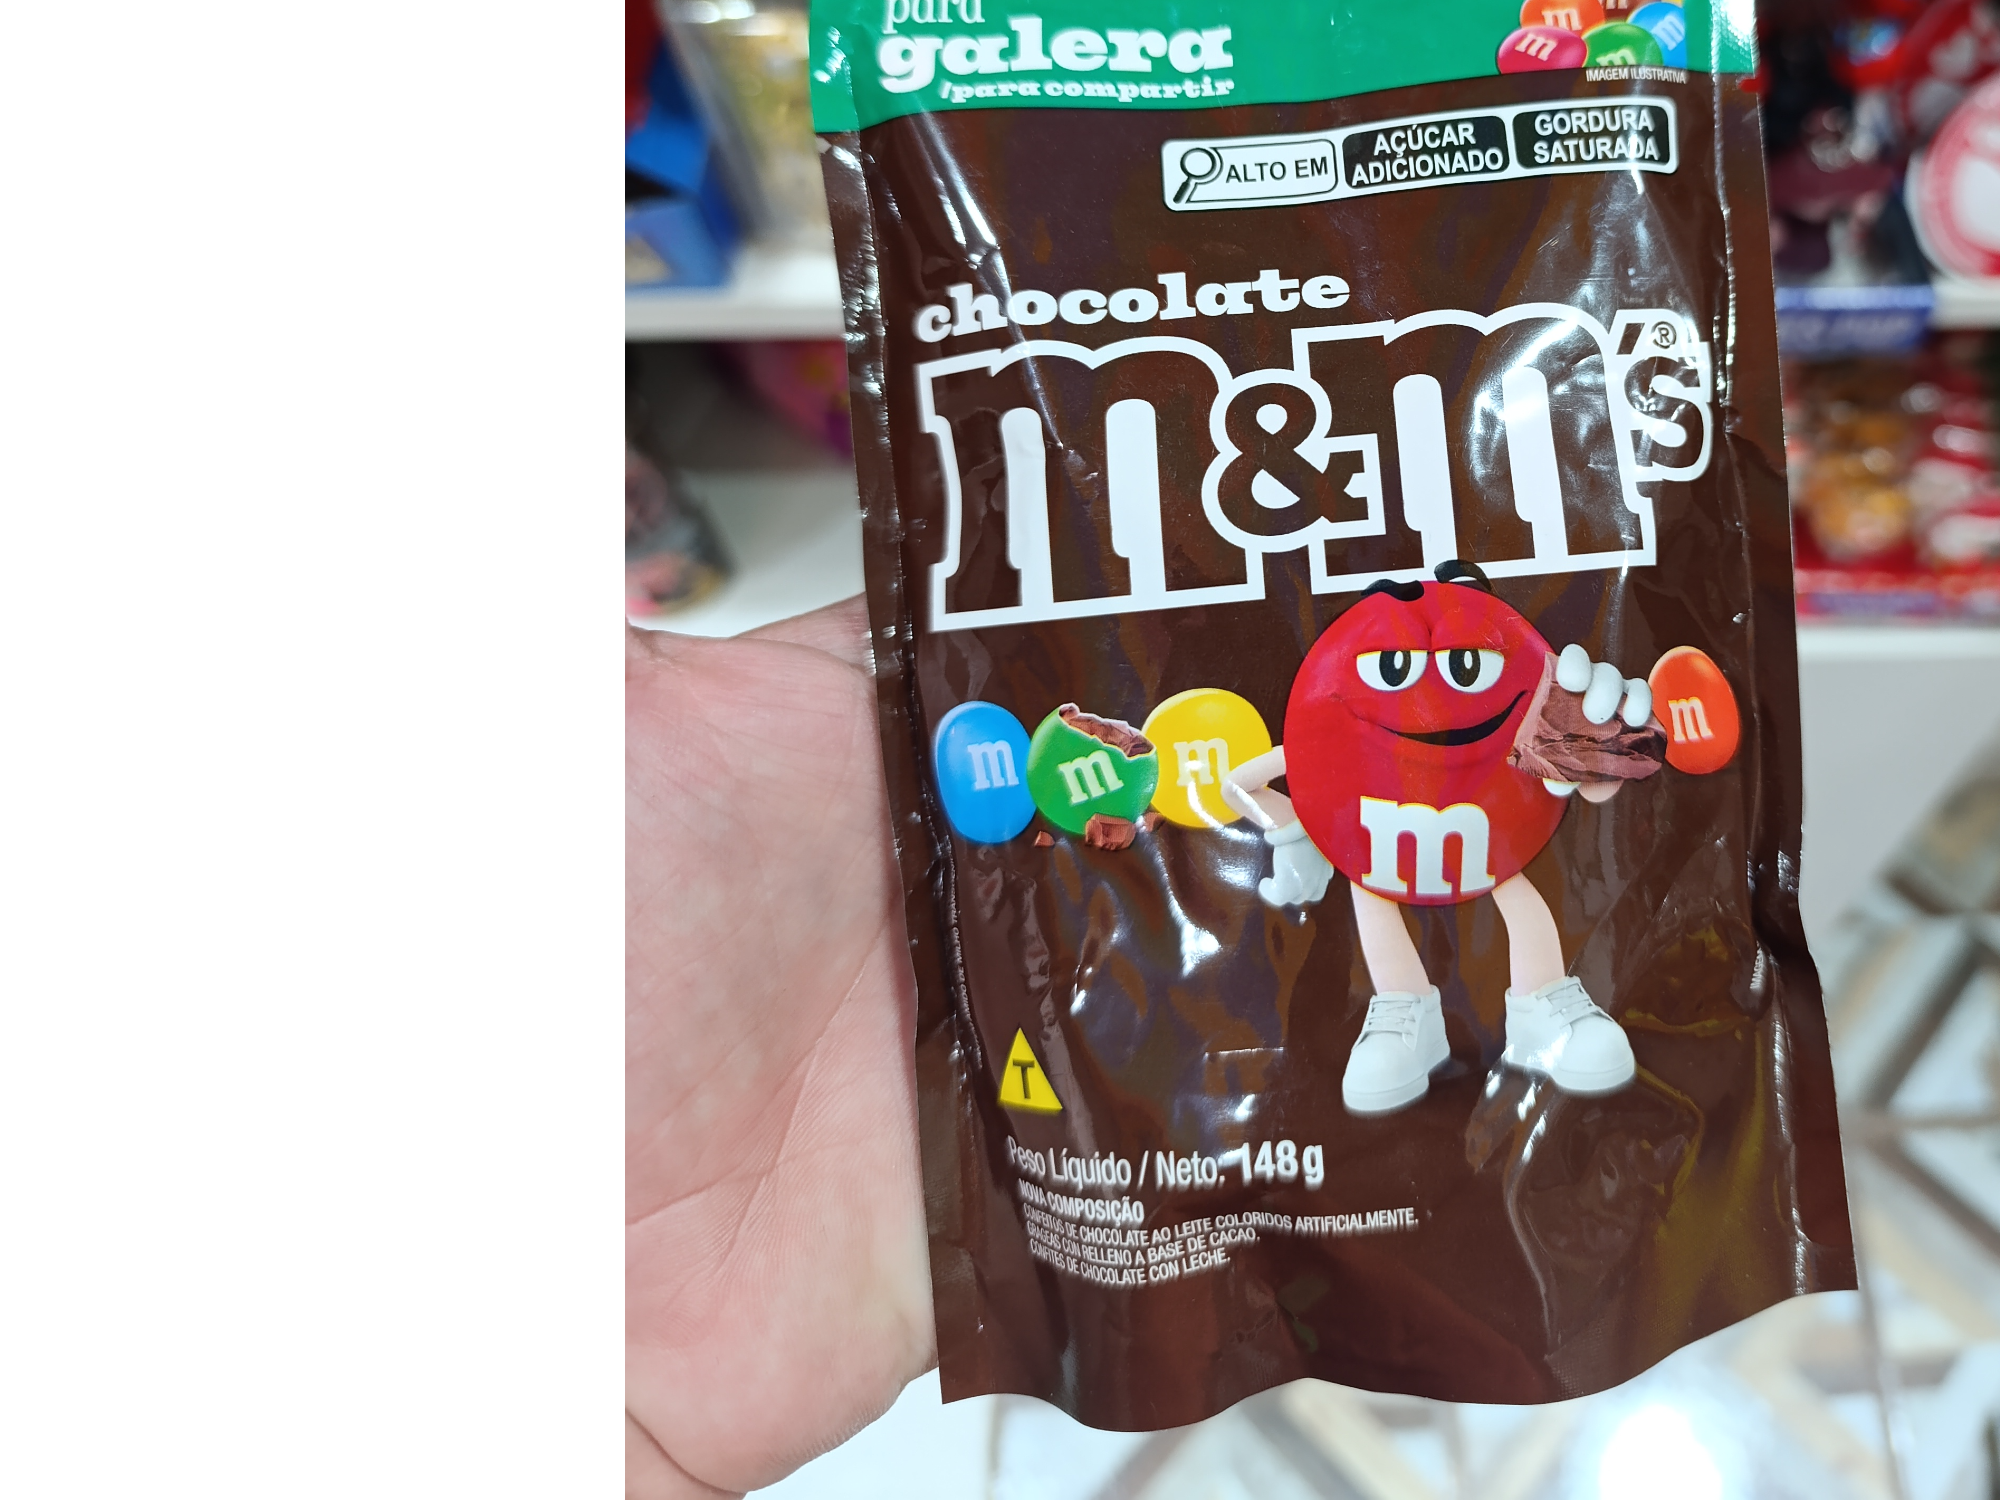 para
galera
/para compartir
m
m
m
m
IMAGEM ILUSTRATIVA
ALTO EM
AÇÚCAR
ADICIONADO
GORDURA
SATURADA
chocolate
m&m's®
m
m
m
m
m
T
Peso Líquido / Neto: 148g
NOVA COMPOSIÇÃO
CONFEITOS DE CHOCOLATE AO LEITE COLORIDOS ARTIFICIALMENTE.
GRAGEAS CON RELLENO A BASE DE CACAO.
CONFITES DE CHOCOLATE CON LECHE.